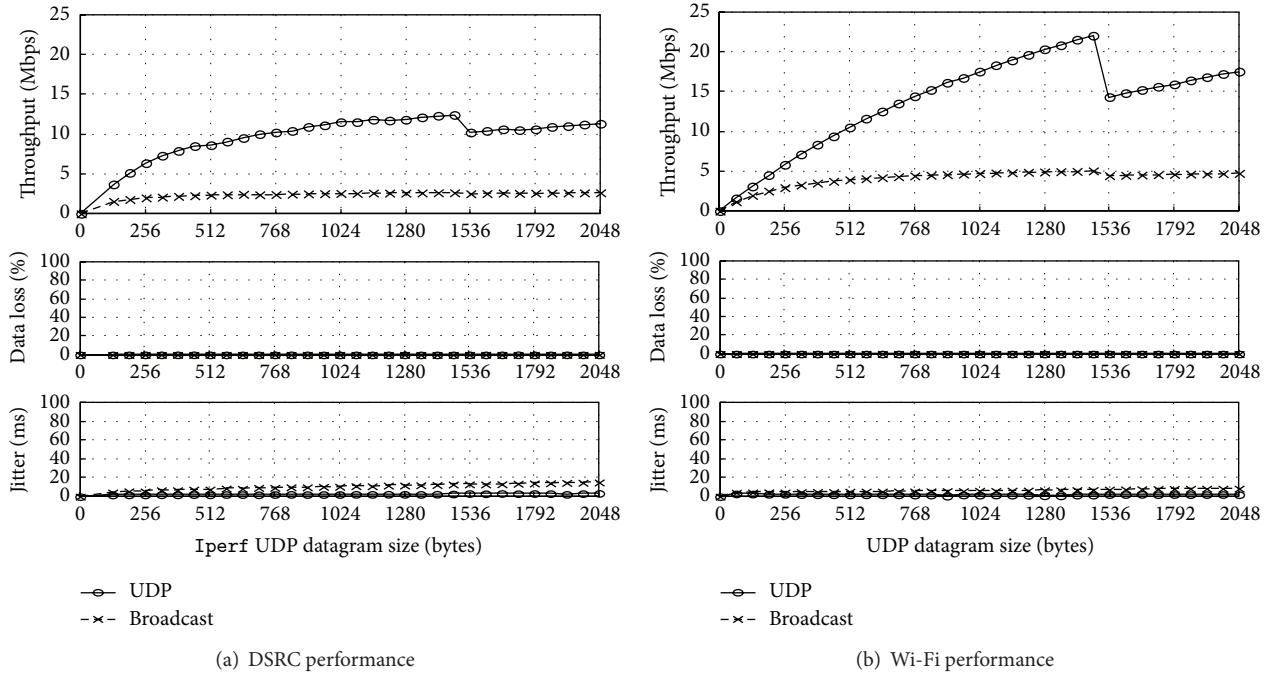 Throughput (Mbps)
25
20
15
10
5
0
0 256 512 768 1024 1280 1536 1792 2048
Data loss (%)
100
80
60
40
20
0
0 256 512 768 1024 1280 1536 1792 2048
Jitter (ms)
100
80
60
40
20
0
0 256 512 768 1024 1280 1536 1792 2048
Iperf UDP datagram size (bytes)
UDP
Broadcast
(a) DSRC performance
Throughput (Mbps)
25
20
15
10
5
0
0 256 512 768 1024 1280 1536 1792 2048
Data loss (%)
100
80
60
40
20
0
0 256 512 768 1024 1280 1536 1792 2048
Jitter (ms)
100
80
60
40
20
0
0 256 512 768 1024 1280 1536 1792 2048
UDP datagram size (bytes)
UDP
Broadcast
(b) Wi-Fi performance